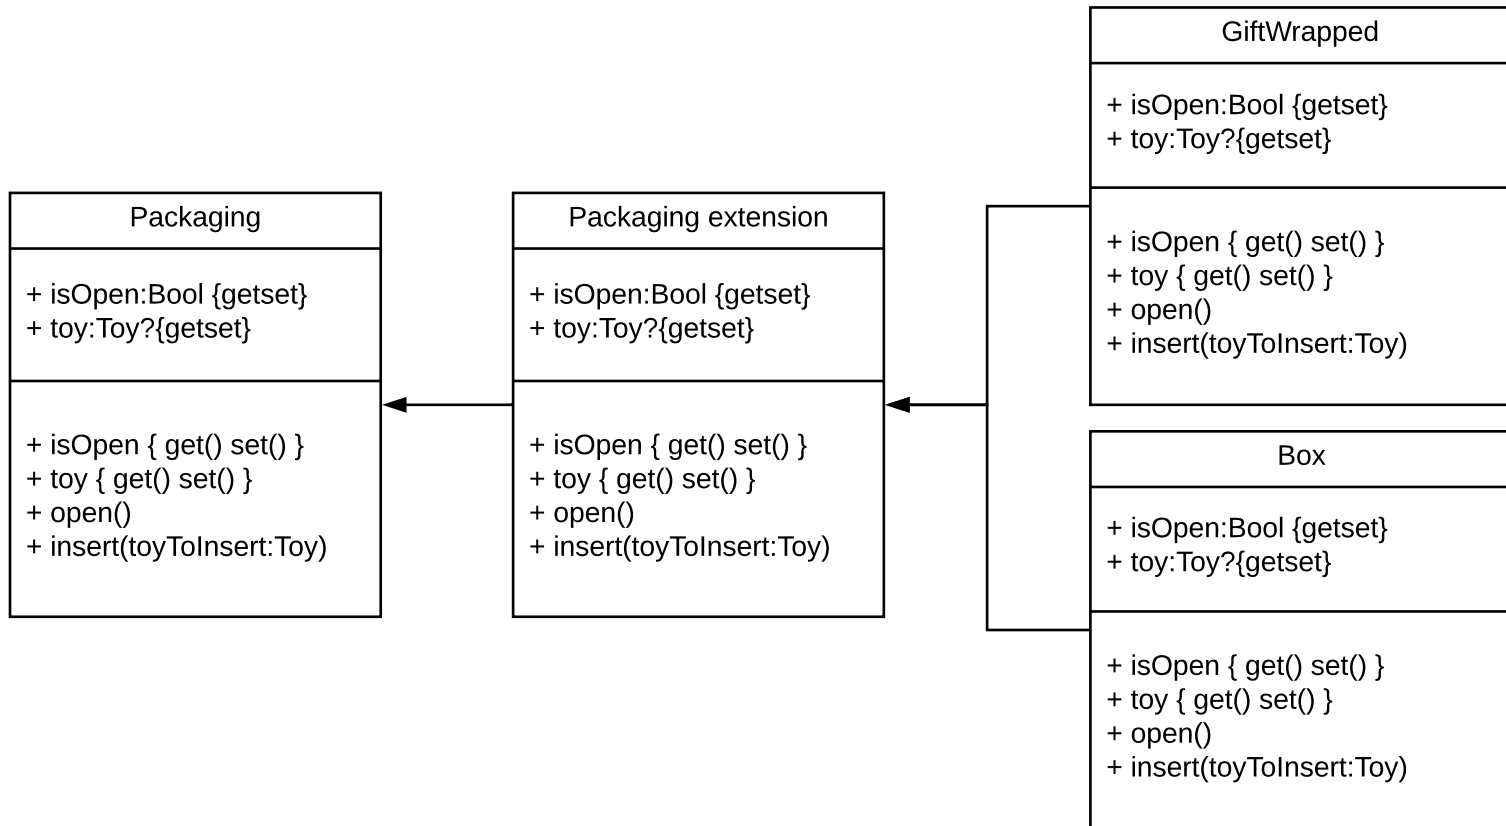 Packaging
+ isOpen:Bool {getset}
+ toy:Toy?{getset}
+ isOpen { get() set() }
+ toy { get() set() }
+ open()
+ insert(toyToInsert:Toy)
Packaging extension
+ isOpen:Bool {getset}
+ toy:Toy?{getset}
+ isOpen { get() set() }
+ toy { get() set() }
+ open()
+ insert(toyToInsert:Toy)
GiftWrapped
+ isOpen:Bool {getset}
+ toy:Toy?{getset}
+ isOpen { get() set() }
+ toy { get() set() }
+ open()
+ insert(toyToInsert:Toy)
Box
+ isOpen:Bool {getset}
+ toy:Toy?{getset}
+ isOpen { get() set() }
+ toy { get() set() }
+ open()
+ insert(toyToInsert:Toy)